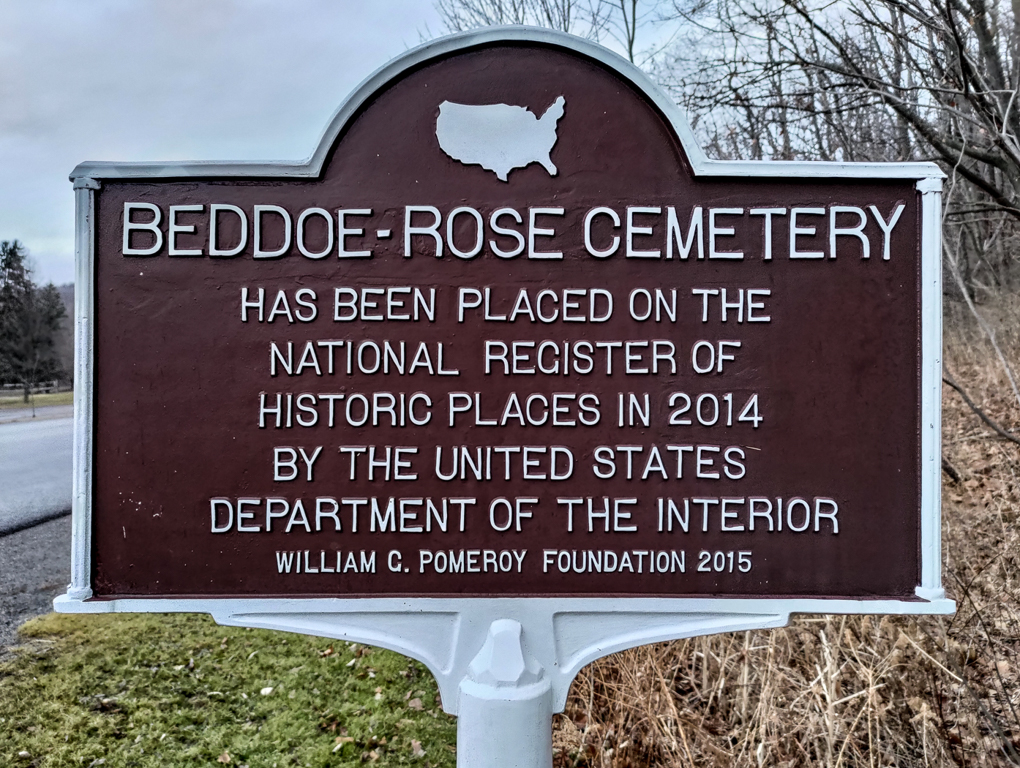 BEDDOE-ROSE CEMETERY
HAS BEEN PLACED ON THE
NATIONAL REGISTER OF
HISTORIC PLACES IN 2014
BY THE UNITED STATES
DEPARTMENT OF THE INTERIOR
WILLIAM G. POMEROY FOUNDATION 2015